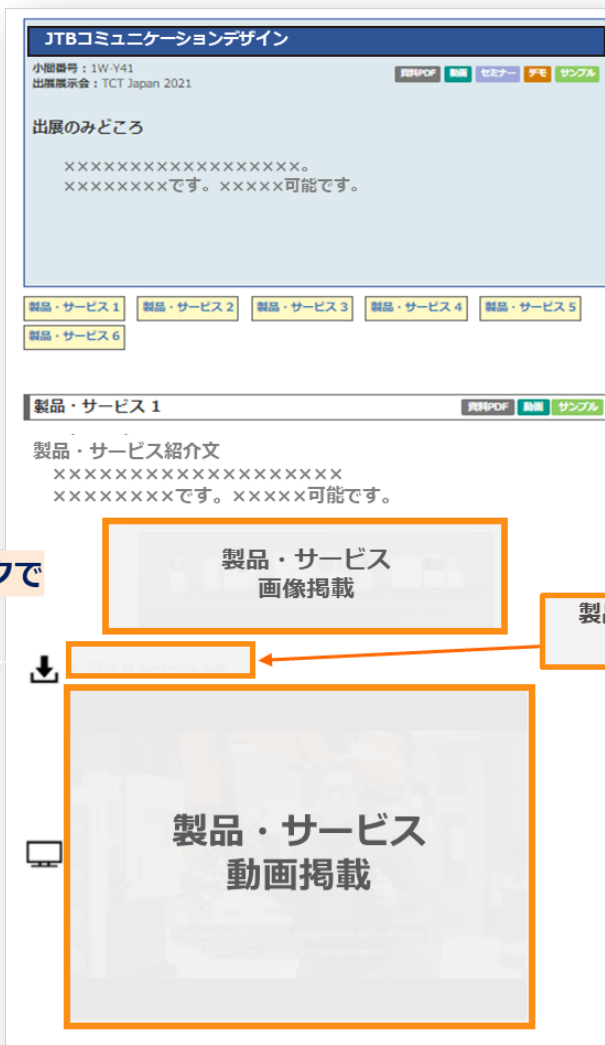 JTBコミュニケーションデザイン
小間番号：1W-Y41
出展展示会：TCT Japan 2021
資料PDF 動画 セミナー デモ サンプル
出展のみどころ
××××××××××××××××××。
××××××××です。×××××可能です。
製品・サービス 1 製品・サービス 2 製品・サービス 3 製品・サービス 4 製品・サービス 5
製品・サービス 6
製品・サービス 1 資料PDF 動画 サンプル
製品・サービス紹介文
×××××××××××××××××××
××××××××です。×××××可能です。
クで
製品・サービス
画像掲載
製品
製品・サービス
動画掲載